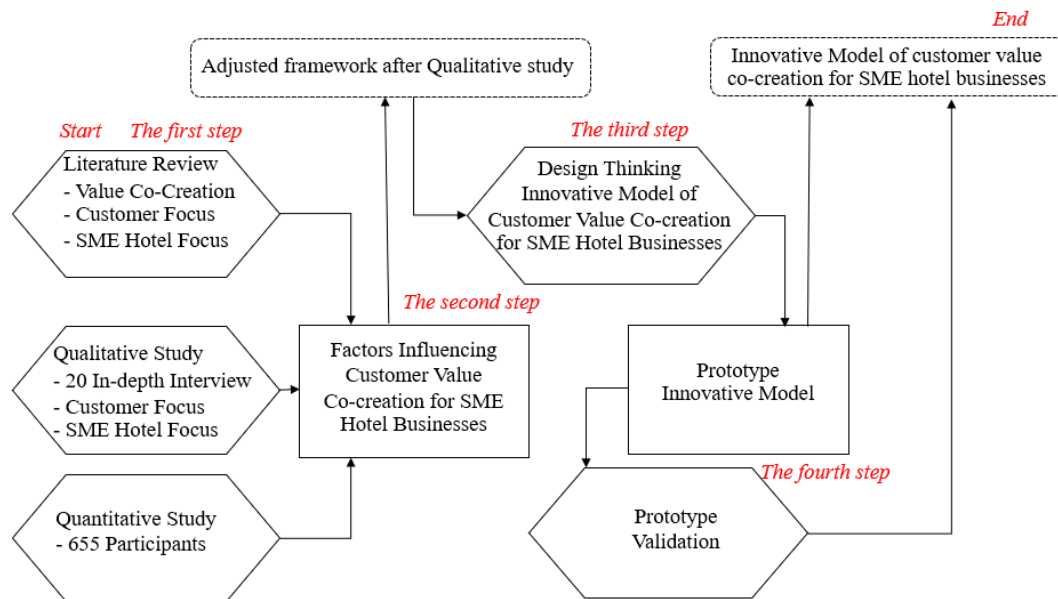 End
Adjusted framework after Qualitative study
Innovative Model of customer value
co-creation for SME hotel businesses
Start The first step
Literature Review
- Value Co-Creation
- Customer Focus
- SME Hotel Focus
The third step
Design Thinking
Innovative Model of
Customer Value Co-creation
for SME Hotel Businesses
The second step
Qualitative Study
- 20 In-depth Interview
- Customer Focus
- SME Hotel Focus
Factors Influencing
Customer Value
Co-creation for SME
Hotel Businesses
Prototype
Innovative Model
The fourth step
Quantitative Study
- 655 Participants
Prototype
Validation